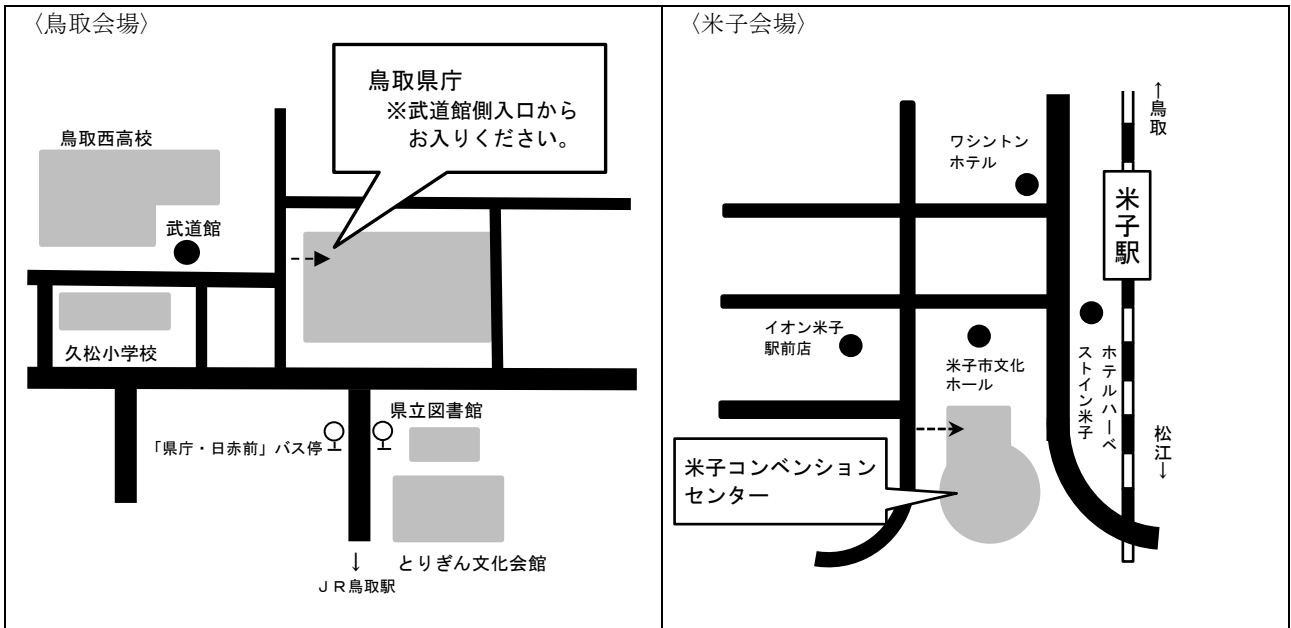 〈鳥取会場〉
鳥取県庁
※武道館側入口から
お入りください。
鳥取西高校
武道館
久松小学校
県立図書館
「県庁・日赤前」バス停
とりぎん文化会館
↓
ＪＲ鳥取駅
〈米子会場〉
↑鳥取
ワシントン
ホテル
米子駅
イオン米子
駅前店
米子市文化
ホール
ホテルハーベ
ストイン米子
松江↓
米子コンベンション
センター